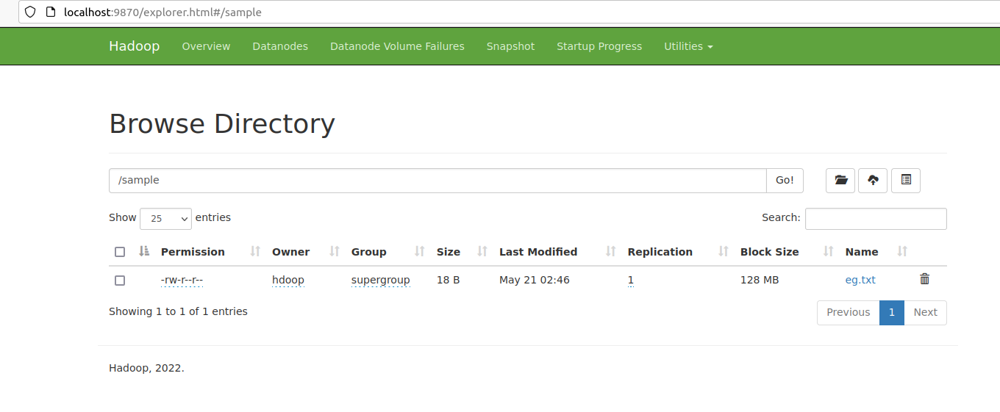 localhost:9870/explorer.html#/sample
Hadoop Overview Datanodes Datanode Volume Failures Snapshot Startup Progress Utilities
Browse Directory
/sample Go!
Show 25 entries Search:
Permission Owner Group Size Last Modified Replication Block Size Name
-rw-r--r-- hdoop supergroup 18 B May 21 02:46 1 128 MB eg.txt
Showing 1 to 1 of 1 entries Previous 1 Next
Hadoop, 2022.